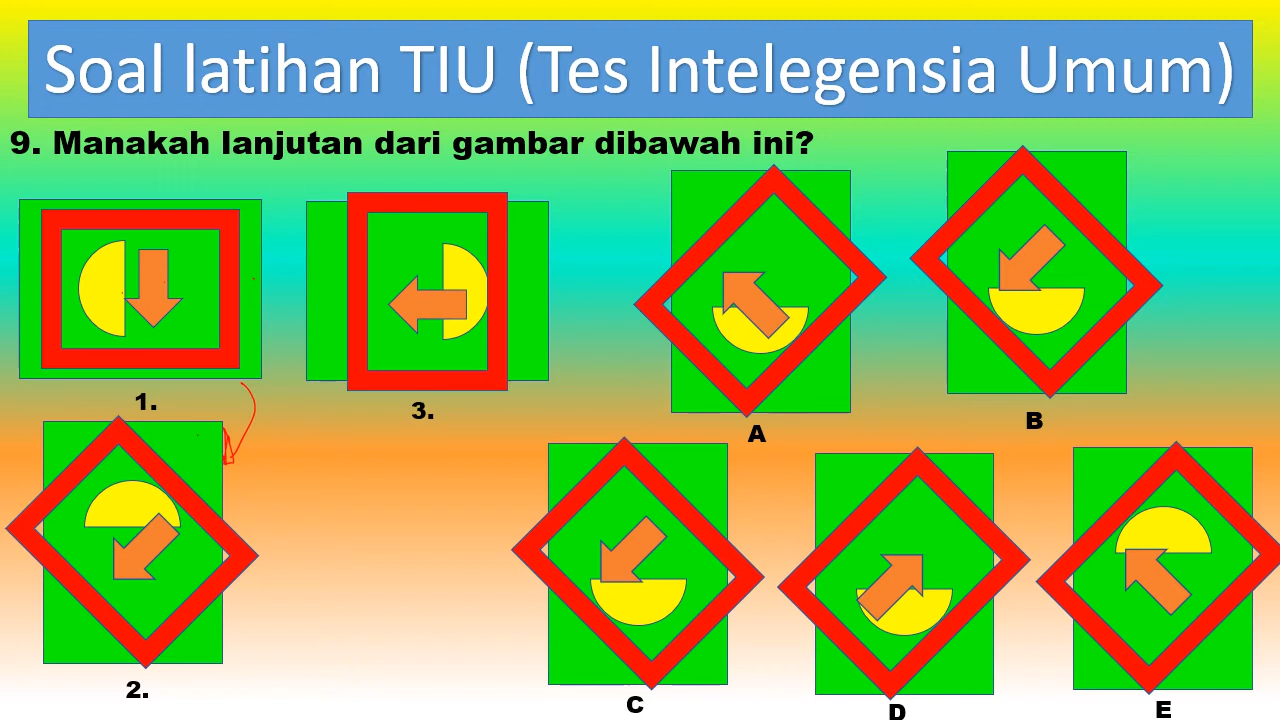 Soal latihan TIU (Tes Intelegensia Umum)
9. Manakah lanjutan dari gambar dibawah ini?
1.
3.
A
B
2.
C
D
E